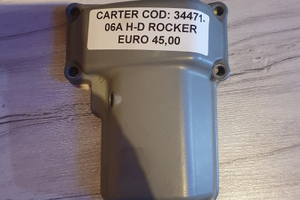 CARTER COD: 34471.
06A H-D ROCKER
EURO 45,00